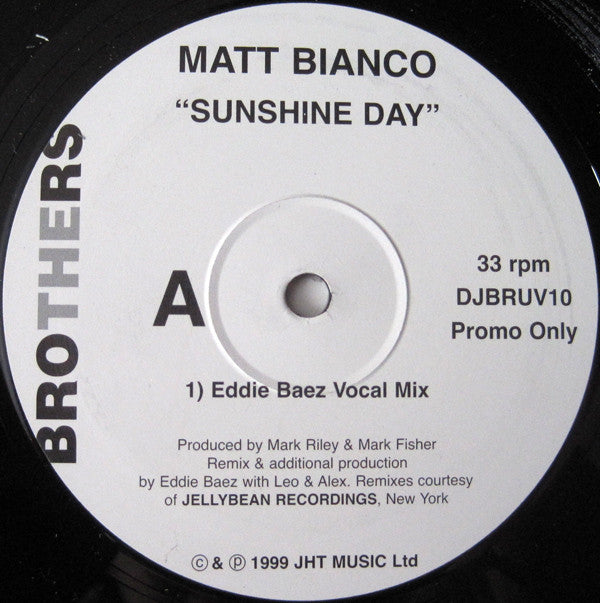 MATT BIANCO
“SUNSHINE DAY”
BROTHERS
A
33 rpm
DJBRUV10
Promo Only
1) Eddie Baez Vocal Mix
Produced by Mark Riley & Mark Fisher
Remix & additional production
by Eddie Baez with Leo & Alex. Remixes courtesy
of JELLYBEAN RECORDINGS, New York
© & ℗ 1999 JHT MUSIC Ltd